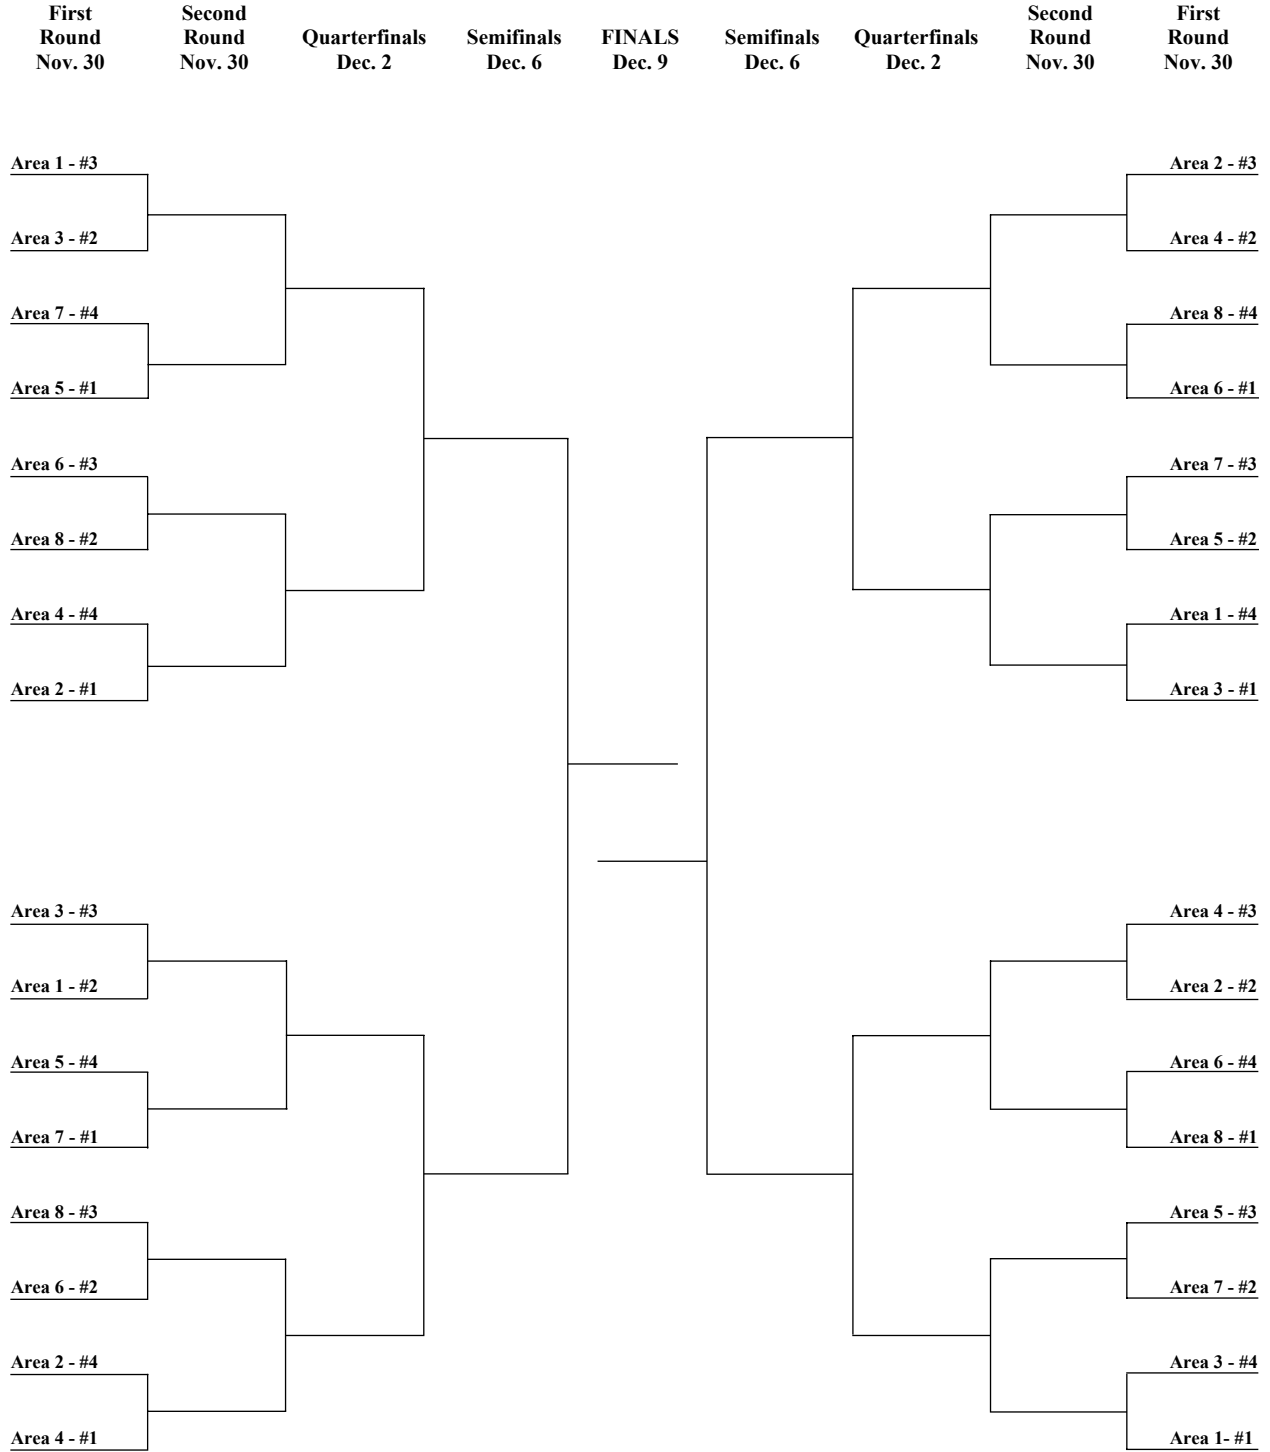 First Second Second First
Round Round Quarterfinals Semifinals FINALS Semifinals Quarterfinals Round Round
Nov. 30 Nov. 30 Dec. 2 Dec. 6 Dec. 9 Dec. 6 Dec. 2 Nov. 30 Nov. 30
Area 1 - #3 Area 2 - #3
Area 3 - #2 Area 4 - #2
Area 7 - #4 Area 8 - #4
Area 5 - #1 Area 6 - #1
Area 6 - #3 Area 7 - #3
Area 8 - #2 Area 5 - #2
Area 4 - #4 Area 1 - #4
Area 2 - #1 Area 3 - #1
Area 3 - #3 Area 4 - #3
Area 1 - #2 Area 2 - #2
Area 5 - #4 Area 6 - #4
Area 7 - #1 Area 8 - #1
Area 8 - #3 Area 5 - #3
Area 6 - #2 Area 7 - #2
Area 2 - #4 Area 3 - #4
Area 4 - #1 Area 1- #1